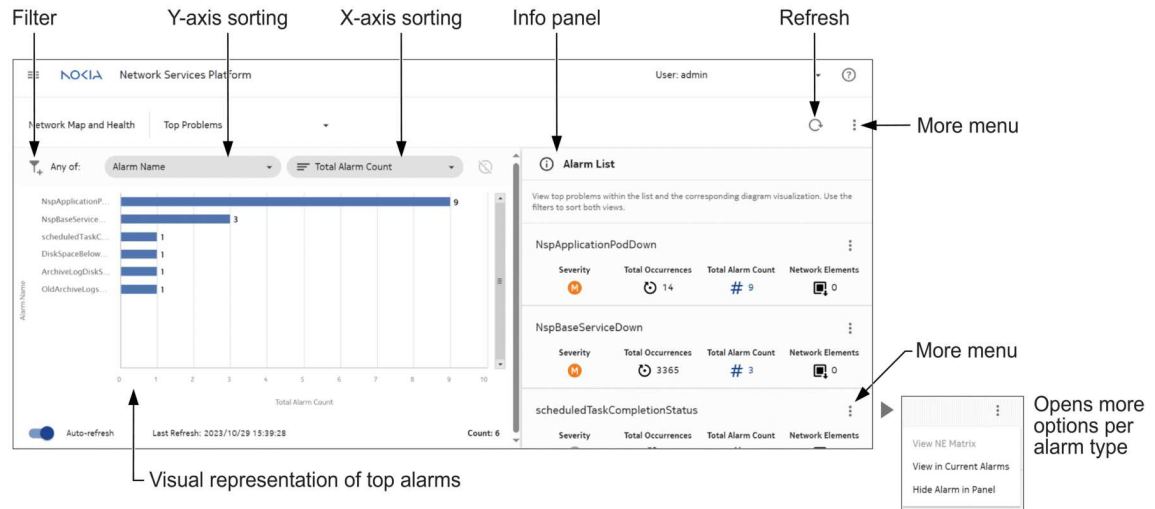 Filter
Y-axis sorting
X-axis sorting
Info panel
Refresh
NOKIA Network Services Platform
User: admin
Network Map and Health
Top Problems
More menu
Any of:
Alarm Name
Total Alarm Count
Alarm List
View top problems within the list and the corresponding diagram visualization. Use the
filters to sort both views.
NspApplicationP...
9
NspBaseService...
3
scheduledTaskC...
1
DiskSpaceBelow...
1
ArchiveLogDiskS...
1
OldArchiveLogs...
1
Alarm Name
0 1 2 3 4 5 6 7 8 9 10
Total Alarm Count
Auto-refresh
Last Refresh: 2023/10/29 15:39:28
Count: 6
NspApplicationPodDown
Severity Total Occurrences Total Alarm Count Network Elements
M 14 # 9 0
NspBaseServiceDown
Severity Total Occurrences Total Alarm Count Network Elements
M 3365 # 3 0
scheduledTaskCompletionStatus
Severity Total Occurrences Total Alarm Count Network Elements
More menu
View NE Matrix
View in Current Alarms
Hide Alarm in Panel
Opens more
options per
alarm type
Visual representation of top alarms